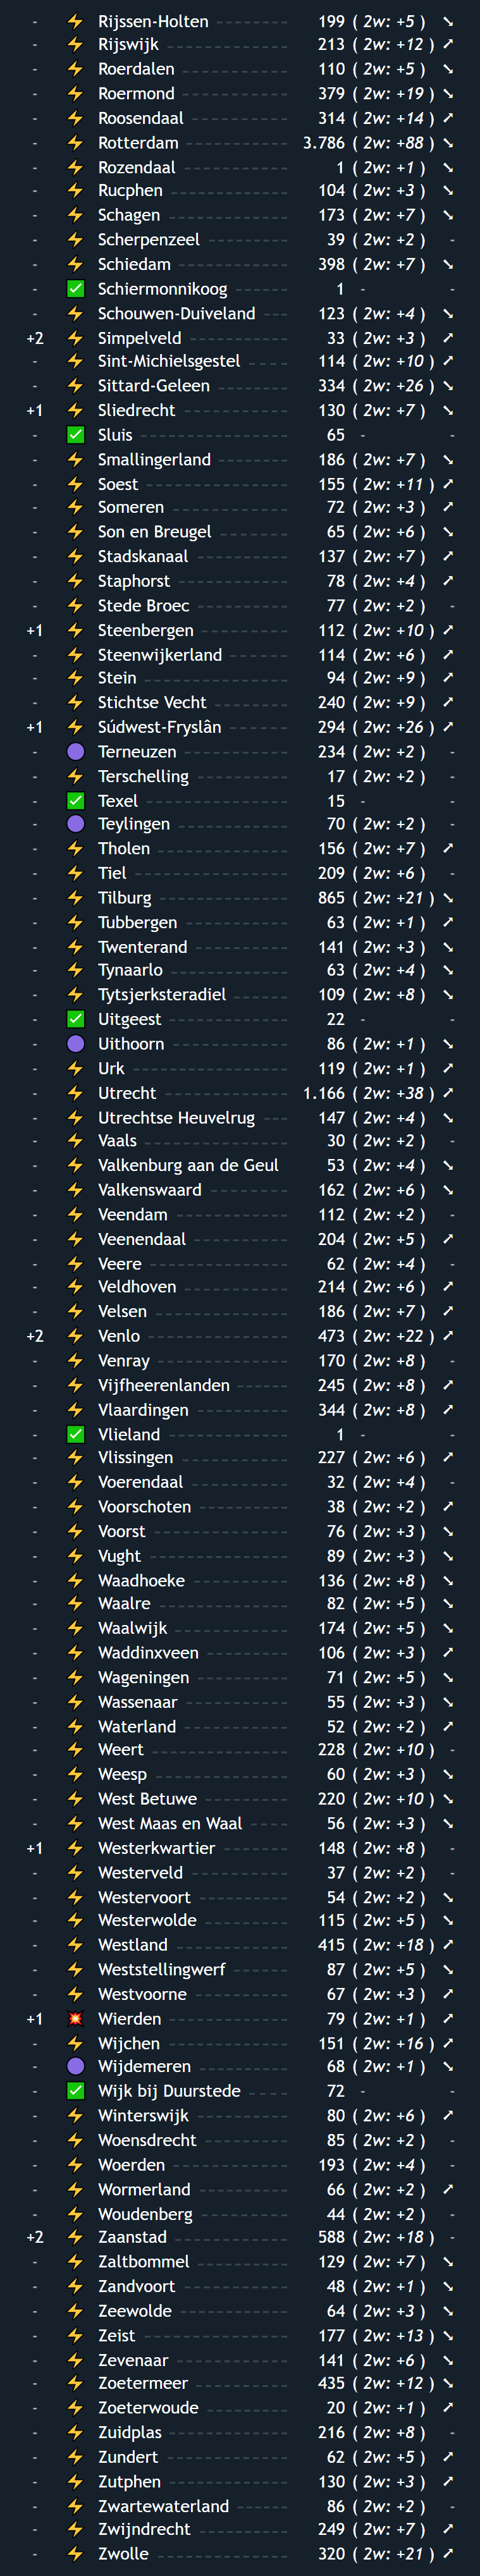 - ⚡ Rijssen-Holten ------------ 199 ( 2w: +5 ) ➘
- ⚡ Rijswijk ------------ 213 ( 2w: +12 ) ➚
- ⚡ Roerdalen ------------ 110 ( 2w: +5 ) ➘
- ⚡ Roermond ------------ 379 ( 2w: +19 ) ➘
- ⚡ Roosendaal ------------ 314 ( 2w: +14 ) ➚
- ⚡ Rotterdam ------------ 3.786 ( 2w: +88 ) ➘
- ⚡ Rozendaal ------------ 1 ( 2w: +1 ) ➘
- ⚡ Rucphen ------------ 104 ( 2w: +3 ) ➘
- ⚡ Schagen ------------ 173 ( 2w: +7 ) ➘
- ⚡ Scherpenzeel ------------ 39 ( 2w: +2 ) -
- ⚡ Schiedam ------------ 398 ( 2w: +7 ) ➘
- ✅ Schiermonnikoog ------------ 1 - -
- ⚡ Schouwen-Duiveland ----- 123 ( 2w: +4 ) ➘
+2 ⚡ Simpelveld ------------ 33 ( 2w: +3 ) ➚
- ⚡ Sint-Michielsgestel ------ 114 ( 2w: +10 ) ➚
- ⚡ Sittard-Geleen ------------ 334 ( 2w: +26 ) ➘
+1 ⚡ Sliedrecht ------------ 130 ( 2w: +7 ) ➘
- ✅ Sluis ------------ 65 - -
- ⚡ Smallingerland ------------ 186 ( 2w: +7 ) ➘
- ⚡ Soest ------------ 155 ( 2w: +11 ) ➚
- ⚡ Someren ------------ 72 ( 2w: +3 ) ➚
- ⚡ Son en Breugel ------------ 65 ( 2w: +6 ) ➘
- ⚡ Stadskanaal ------------ 137 ( 2w: +7 ) ➚
- ⚡ Staphorst ------------ 78 ( 2w: +4 ) ➚
- ⚡ Stede Broec ------------ 77 ( 2w: +2 ) -
+1 ⚡ Steenbergen ------------ 112 ( 2w: +10 ) ➚
- ⚡ Steenwijkerland -------- 114 ( 2w: +6 ) ➚
- ⚡ Stein ------------ 94 ( 2w: +9 ) ➚
- ⚡ Stichtse Vecht ------------ 240 ( 2w: +9 ) ➚
+1 ⚡ Súdwest-Fryslân -------- 294 ( 2w: +26 ) ➚
- 🟣 Terneuzen ------------ 234 ( 2w: +2 ) -
- ⚡ Terschelling ------------ 17 ( 2w: +2 ) -
- ✅ Texel ------------ 15 - -
- 🟣 Teylingen ------------ 70 ( 2w: +2 ) -
- ⚡ Tholen ------------ 156 ( 2w: +7 ) ➚
- ⚡ Tiel ------------ 209 ( 2w: +6 ) -
- ⚡ Tilburg ------------ 865 ( 2w: +21 ) ➘
- ⚡ Tubbergen ------------ 63 ( 2w: +1 ) ➚
- ⚡ Twenterand ------------ 141 ( 2w: +3 ) ➘
- ⚡ Tynaarlo ------------ 63 ( 2w: +4 ) ➘
- ⚡ Tytsjerksteradiel ------- 109 ( 2w: +8 ) ➘
- ✅ Uitgeest ------------ 22 - -
- 🟣 Uithoorn ------------ 86 ( 2w: +1 ) ➘
- ⚡ Urk ------------ 119 ( 2w: +1 ) ➚
- ⚡ Utrecht ------------ 1.166 ( 2w: +38 ) ➚
- ⚡ Utrechtse Heuvelrug ---- 147 ( 2w: +4 ) ➘
- ⚡ Vaals ------------ 30 ( 2w: +2 ) -
- ⚡ Valkenburg aan de Geul 53 ( 2w: +4 ) ➘
- ⚡ Valkenswaard ------------ 162 ( 2w: +6 ) ➘
- ⚡ Veendam ------------ 112 ( 2w: +2 ) -
- ⚡ Veenendaal ------------ 204 ( 2w: +5 ) ➚
- ⚡ Veere ------------ 62 ( 2w: +4 ) -
- ⚡ Veldhoven ------------ 214 ( 2w: +6 ) ➚
- ⚡ Velsen ------------ 186 ( 2w: +7 ) ➚
+2 ⚡ Venlo ------------ 473 ( 2w: +22 ) ➚
- ⚡ Venray ------------ 170 ( 2w: +8 ) -
- ⚡ Vijfheerenlanden ------- 245 ( 2w: +8 ) ➚
- ⚡ Vlaardingen ------------ 344 ( 2w: +8 ) ➚
- ✅ Vlieland ------------ 1 - -
- ⚡ Vlissingen ------------ 227 ( 2w: +6 ) ➚
- ⚡ Voerendaal ------------ 32 ( 2w: +4 ) -
- ⚡ Voorschoten ------------ 38 ( 2w: +2 ) ➚
- ⚡ Voorst ------------ 76 ( 2w: +3 ) ➘
- ⚡ Vught ------------ 89 ( 2w: +3 ) ➘
- ⚡ Waadhoeke ------------ 136 ( 2w: +8 ) ➘
- ⚡ Waalre ------------ 82 ( 2w: +5 ) ➘
- ⚡ Waalwijk ------------ 174 ( 2w: +5 ) ➘
- ⚡ Waddinxveen ------------ 106 ( 2w: +3 ) ➚
- ⚡ Wageningen ------------ 71 ( 2w: +5 ) ➘
- ⚡ Wassenaar ------------ 55 ( 2w: +3 ) ➘
- ⚡ Waterland ------------ 52 ( 2w: +2 ) ➚
- ⚡ Weert ------------ 228 ( 2w: +10 ) -
- ⚡ Weesp ------------ 60 ( 2w: +3 ) ➘
- ⚡ West Betuwe ------------ 220 ( 2w: +10 ) ➘
- ⚡ West Maas en Waal ------ 56 ( 2w: +3 ) ➘
+1 ⚡ Westerkwartier -------- 148 ( 2w: +8 ) -
- ⚡ Westerveld ------------ 37 ( 2w: +2 ) -
- ⚡ Westervoort ------------ 54 ( 2w: +2 ) ➘
- ⚡ Westerwolde ------------ 115 ( 2w: +5 ) ➘
- ⚡ Westland ------------ 415 ( 2w: +18 ) ➚
- ⚡ Weststellingwerf ------- 87 ( 2w: +5 ) ➘
- ⚡ Westvoorne ------------ 67 ( 2w: +3 ) ➚
+1 💥 Wierden ------------ 79 ( 2w: +1 ) ➚
- ⚡ Wijchen ------------ 151 ( 2w: +16 ) ➚
- 🟣 Wijdemeren ------------ 68 ( 2w: +1 ) ➘
- ✅ Wijk bij Duurstede ------ 72 - -
- ⚡ Winterswijk ------------ 80 ( 2w: +6 ) ➚
- ⚡ Woensdrecht ------------ 85 ( 2w: +2 ) -
- ⚡ Woerden ------------ 193 ( 2w: +4 ) -
- ⚡ Wormerland ------------ 66 ( 2w: +2 ) ➚
- ⚡ Woudenberg ------------ 44 ( 2w: +2 ) -
+2 ⚡ Zaanstad ------------ 588 ( 2w: +18 ) -
- ⚡ Zaltbommel ------------ 129 ( 2w: +7 ) ➘
- ⚡ Zandvoort ------------ 48 ( 2w: +1 ) ➘
- ⚡ Zeewolde ------------ 64 ( 2w: +3 ) ➘
- ⚡ Zeist ------------ 177 ( 2w: +13 ) ➘
- ⚡ Zevenaar ------------ 141 ( 2w: +6 ) ➘
- ⚡ Zoetermeer ------------ 435 ( 2w: +12 ) ➘
- ⚡ Zoeterwoude ------------ 20 ( 2w: +1 ) ➚
- ⚡ Zuidplas ------------ 216 ( 2w: +8 ) -
- ⚡ Zundert ------------ 62 ( 2w: +5 ) ➚
- ⚡ Zutphen ------------ 130 ( 2w: +3 ) ➚
- ⚡ Zwartewaterland ------- 86 ( 2w: +2 ) -
- ⚡ Zwijndrecht ------------ 249 ( 2w: +7 ) ➚
- ⚡ Zwolle ------------ 320 ( 2w: +21 ) ➚